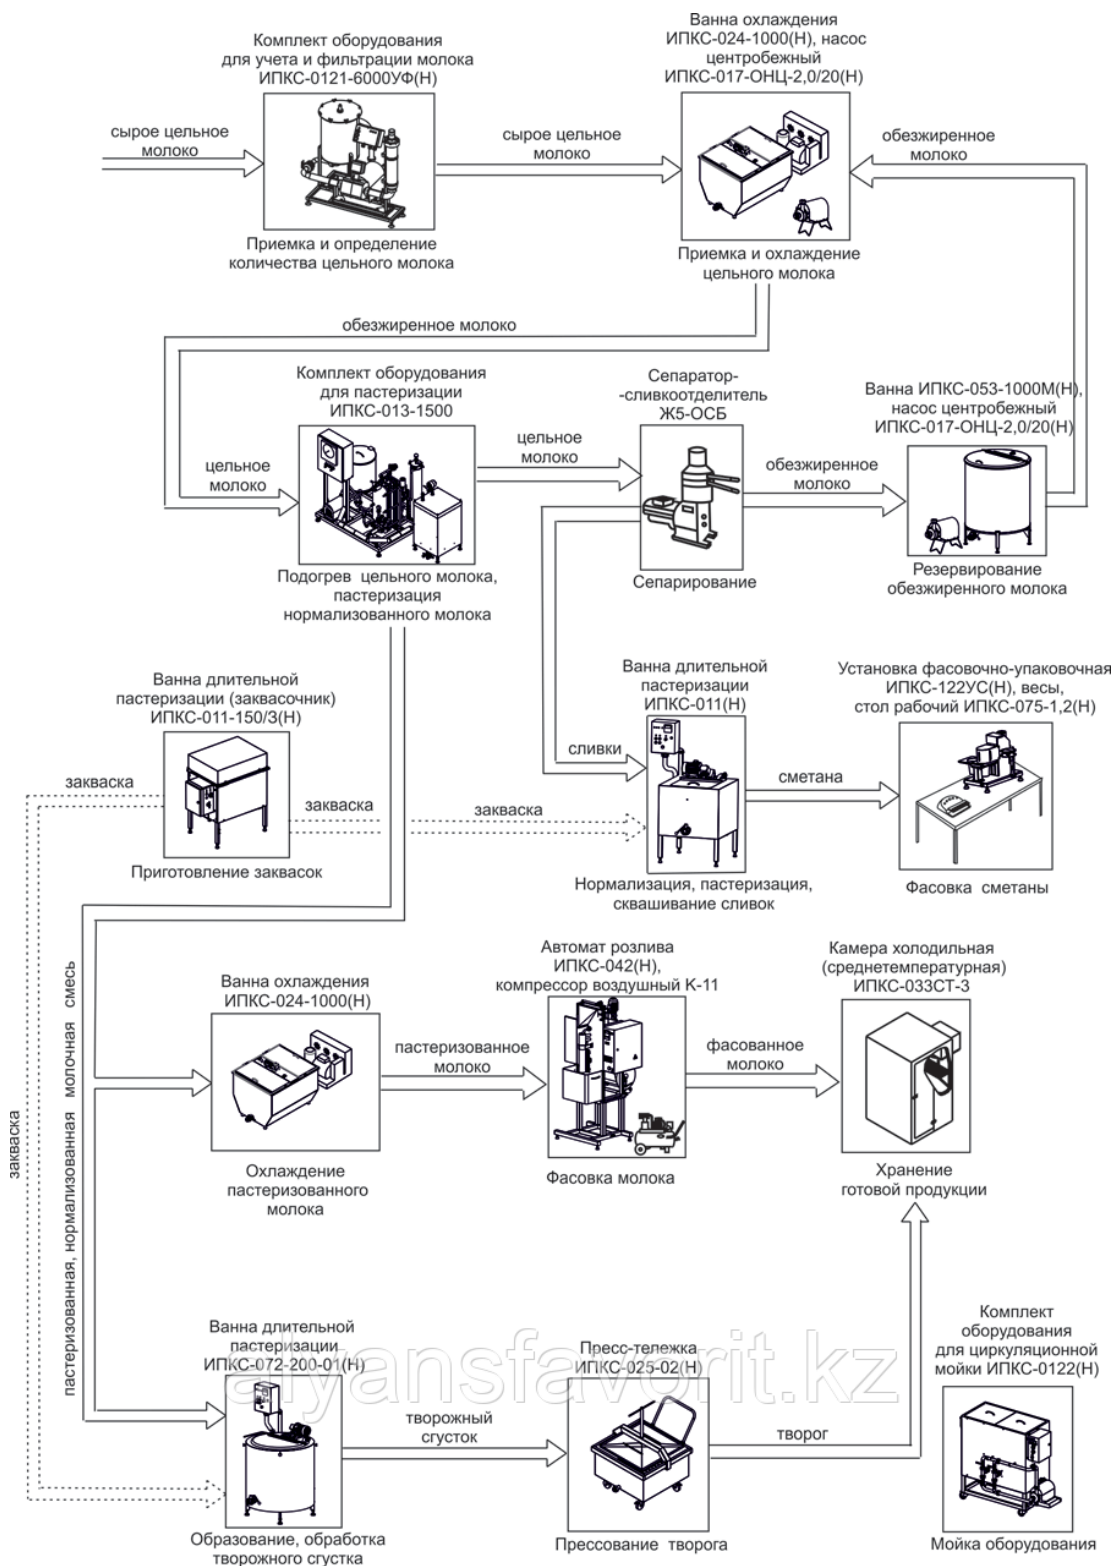 Комплект оборудования
для учета и фильтрации молока
ИПКС-0121-6000УФ(Н)
сырое цельное
молоко
Приемка и определение
количества цельного молока
сырое цельное
молоко
Ванна охлаждения
ИПКС-024-1000(Н), насос
центробежный
ИПКС-017-ОНЦ-2,0/20(Н)
Приемка и охлаждение
цельного молока
обезжиренное
молоко
обезжиренное молоко
Комплект оборудования
для пастеризации
ИПКС-013-1500
цельное
молоко
Подогрев цельного молока,
пастеризация
нормализованного молока
цельное
молоко
Сепаратор-
-сливкоотделитель
Ж5-ОСБ
Сепарирование
обезжиренное
молоко
Ванна ИПКС-053-1000М(Н),
насос центробежный
ИПКС-017-ОНЦ-2,0/20(Н)
Резервирование
обезжиренного молока
Ванна длительной
пастеризации (заквасочник)
ИПКС-011-150/3(Н)
закваска
закваска
закваска
Приготовление заквасок
Ванна длительной
пастеризации
ИПКС-011(Н)
сливки
Нормализация, пастеризация,
сквашивание сливок
сметана
Установка фасовочно-упаковочная
ИПКС-122УС(Н), весы,
стол рабочий ИПКС-075-1,2(Н)
Фасовка сметаны
закваска
пастеризованная, нормализованная молочная смесь
Ванна охлаждения
ИПКС-024-1000(Н)
Охлаждение
пастеризованного
молока
пастеризованное
молоко
Автомат розлива
ИПКС-042(Н),
компрессор воздушный К-11
Фасовка молока
фасованное
молоко
Камера холодильная
(среднетемпературная)
ИПКС-033СТ-3
Хранение
готовой продукции
Ванна длительной
пастеризации
ИПКС-072-200-01(Н)
Образование, обработка
творожного сгустка
творожный
сгусток
Пресс-тележка
ИПКС-025-02(Н)
Прессование творога
творог
Комплект
оборудования
для циркуляционной
мойки ИПКС-0122(Н)
Мойка оборудования
alyansfavorit.kz